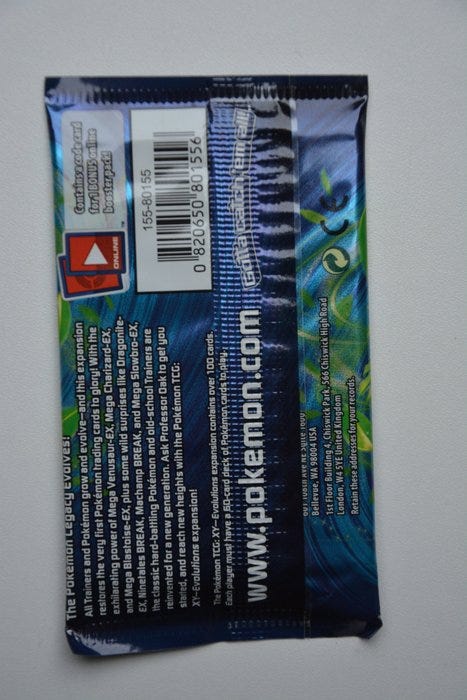 The Pokémon Legacy Evolves!
All Trainers and Pokémon grow and evolve—and this expansion
restores the very first Pokémon trading cards to glory! With the
exhilarating power of Mega Venusaur-EX, Mega Charizard-EX,
and Mega Blastoise-EX, plus some wild surprises like Dragonite-
EX, Ninetales BREAK, Machamp BREAK, and Mega Slowbro-EX,
the classic hard-battling Pokémon and old-school Trainers are
reinvented for a new generation. Ask Professor Oak to get you
started, and reach new heights with the Pokémon TCG:
XY—Evolutions expansion!
Contains a code card
for 1 BONUS online
booster pack!
ONLINE
155-80155
0 820650 801556
The Pokémon TCG: XY—Evolutions expansion contains over 100 cards.
Each player must have a 60-card deck of Pokémon cards to play.
www.pokemon.com
Gotta catch 'em all!
Bellevue, WA 98004 USA
1st Floor Building 4, Chiswick Park, 566 Chiswick High Road
London, W4 5YE United Kingdom
Retain these addresses for your records.
CE